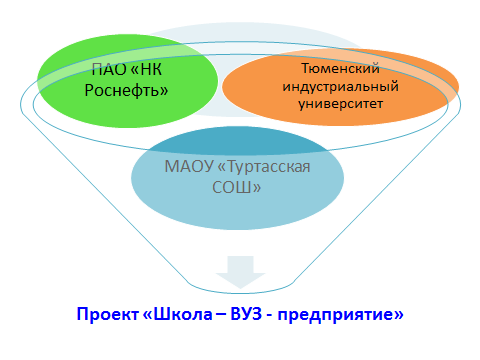 ПАО «НК
Роснефть»
Тюменский
индустриальный
университет
МАОУ «Туртасская
СОШ»
Проект «Школа – ВУЗ - предприятие»